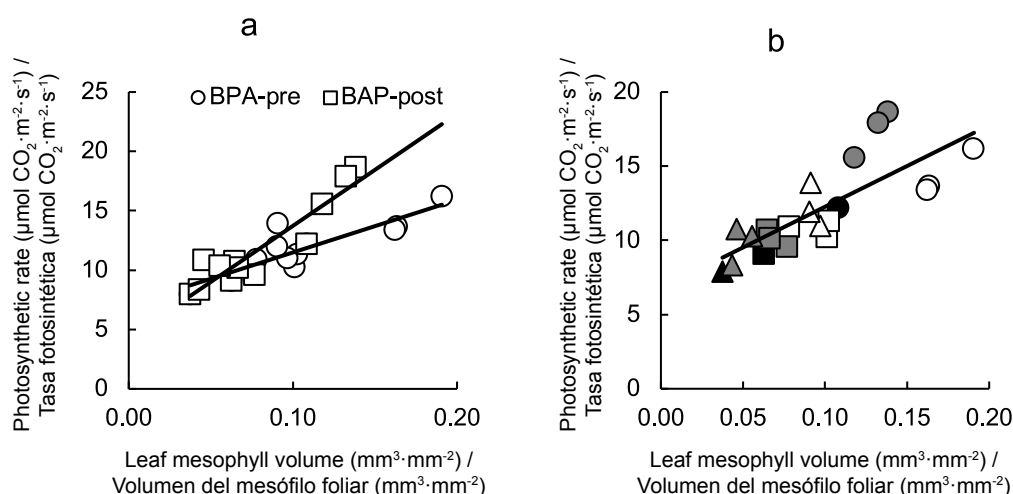 a
Photosynthetic rate (µmol CO₂·m⁻²·s⁻¹) /
Tasa fotosintética (µmol CO₂·m⁻²·s⁻¹)
25
20
15
10
5
0
BPA-pre
BAP-post
0.00
0.10
0.20
Leaf mesophyll volume (mm³·mm⁻²) /
Volumen del mesófilo foliar (mm³·mm⁻²)
b
Photosynthetic rate (µmol CO₂·m⁻²·s⁻¹) /
Tasa fotosintética (µmol CO₂·m⁻²·s⁻¹)
20
15
10
5
0
0.00
0.05
0.10
0.15
0.20
Leaf mesophyll volume (mm³·mm⁻²) /
Volumen del mesófilo foliar (mm³·mm⁻²)